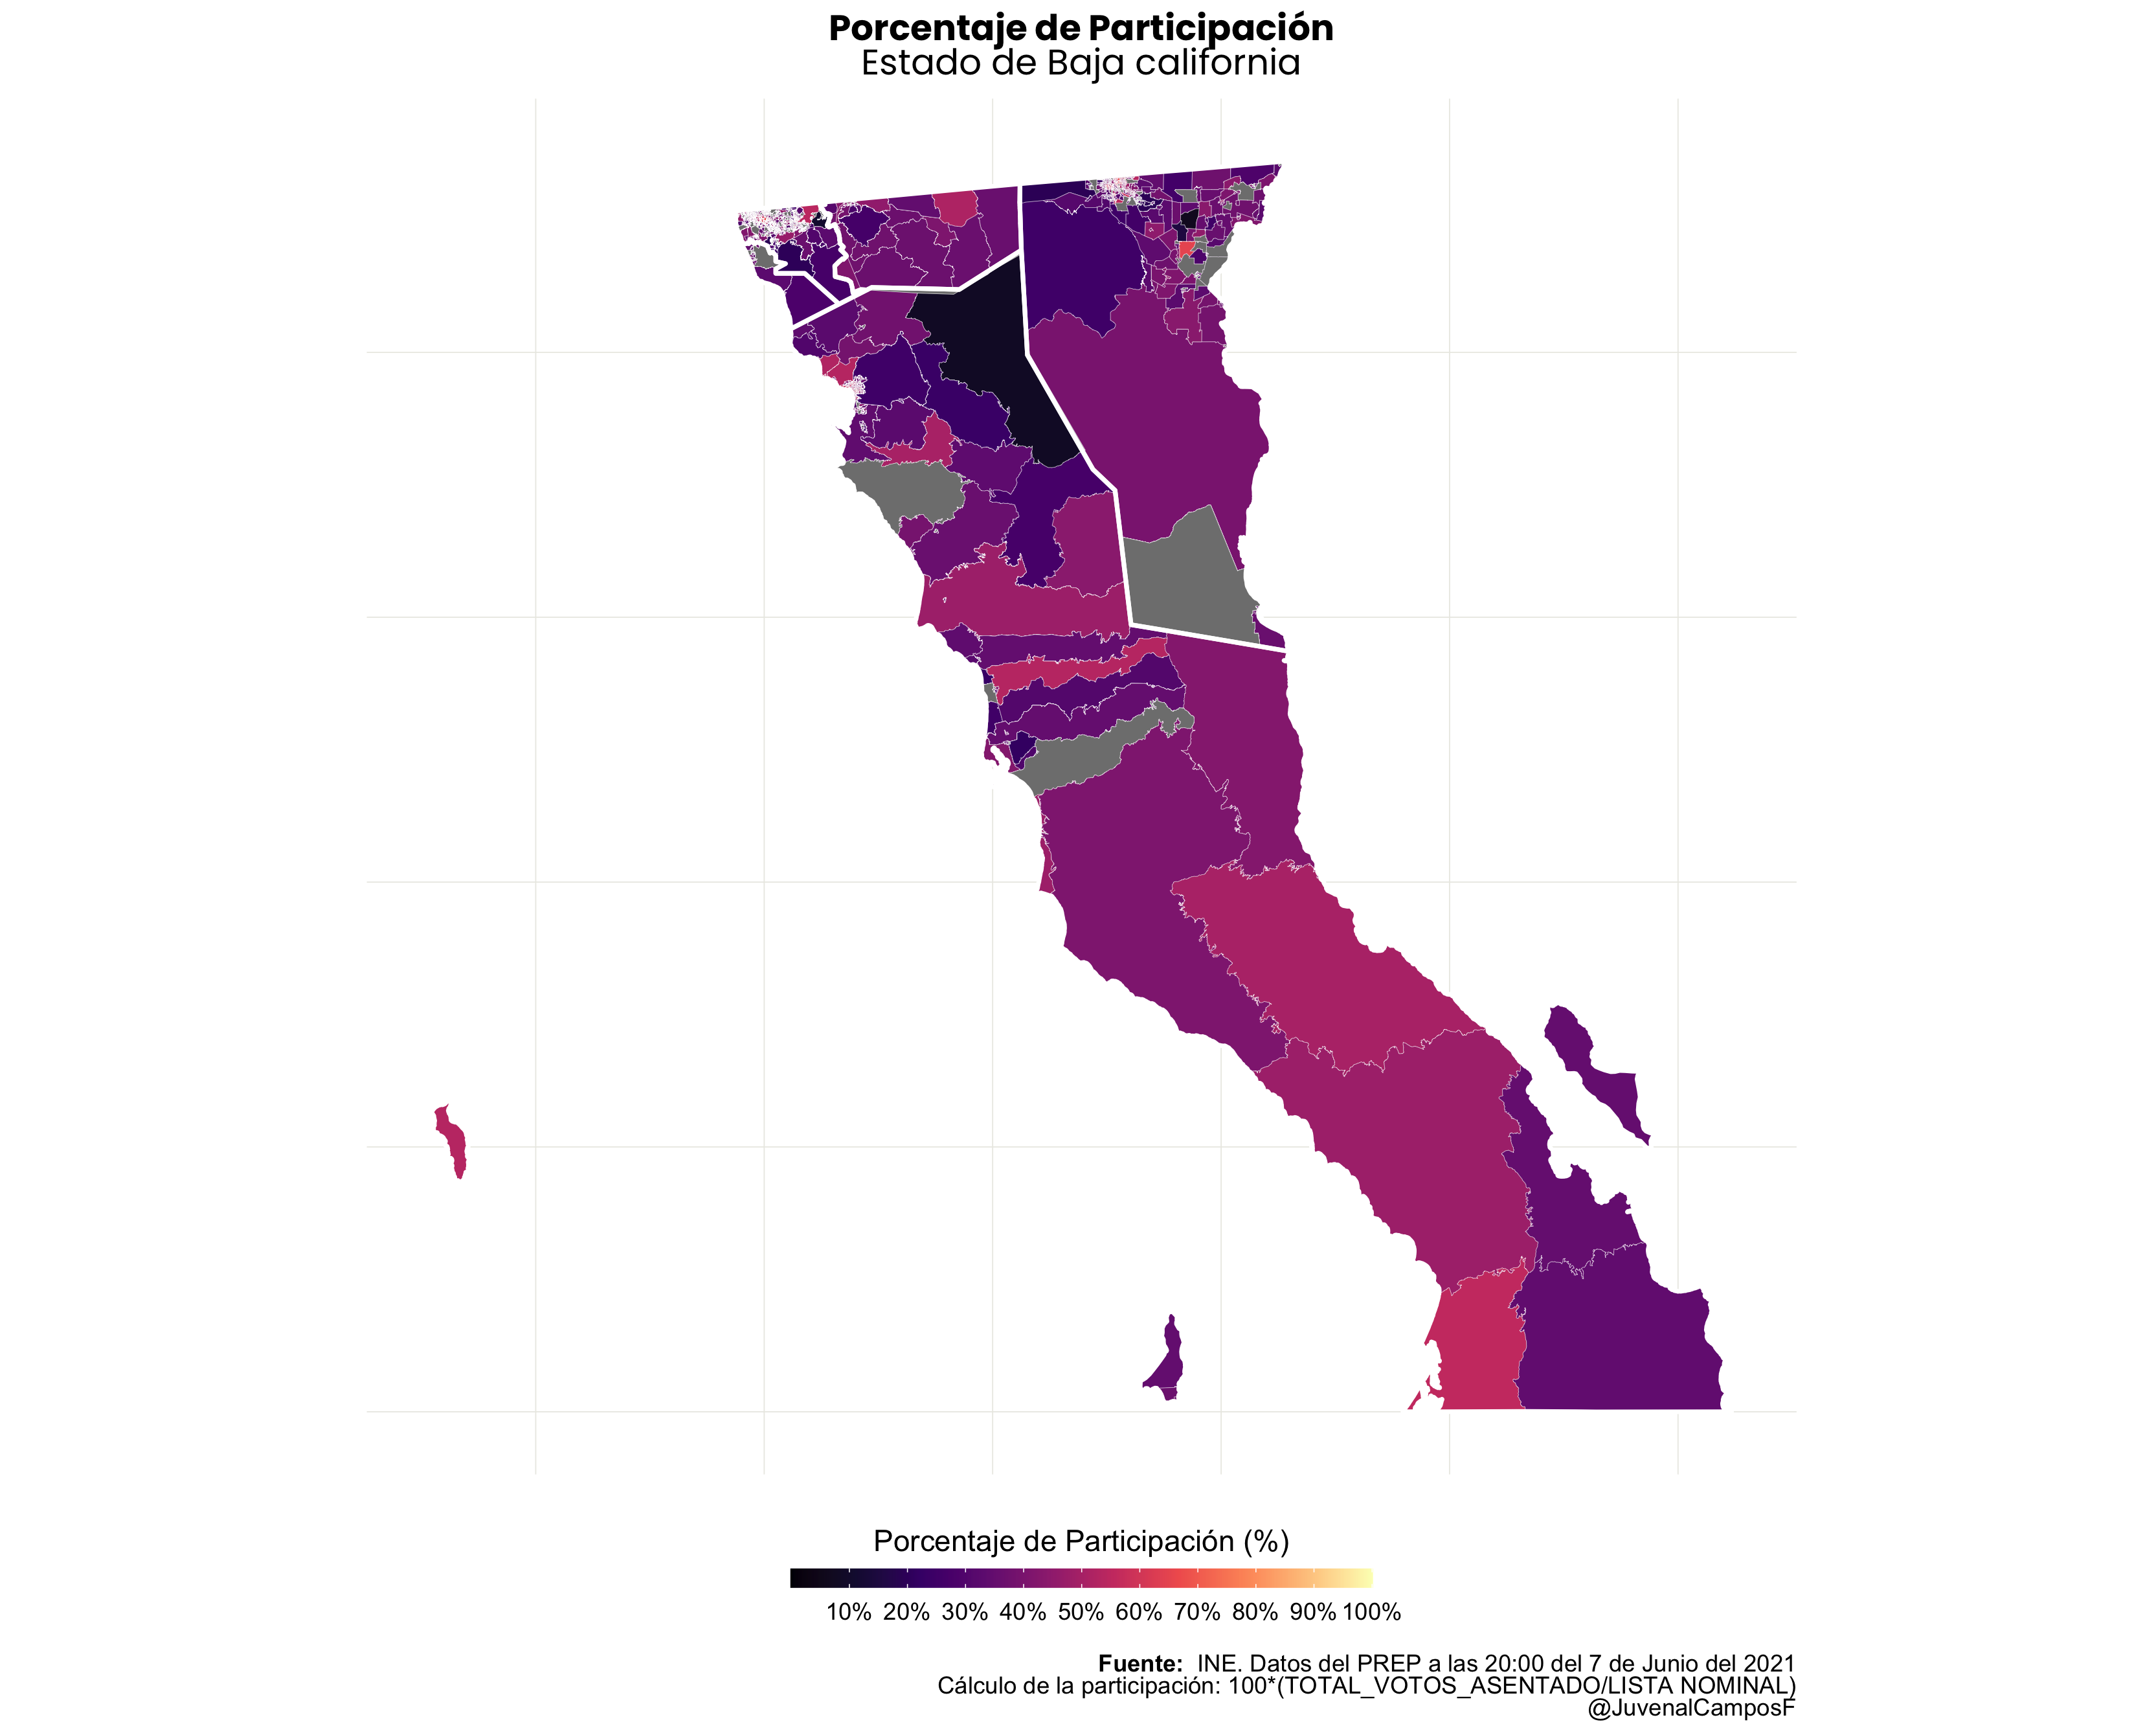 Porcentaje de Participación
Estado de Baja california
Porcentaje de Participación (%)
10% 20% 30% 40% 50% 60% 70% 80% 90% 100%
Fuente: INE. Datos del PREP a las 20:00 del 7 de Junio del 2021
Cálculo de la participación: 100*(TOTAL_VOTOS_ASENTADO/LISTA NOMINAL)
@JuvenalCamposF